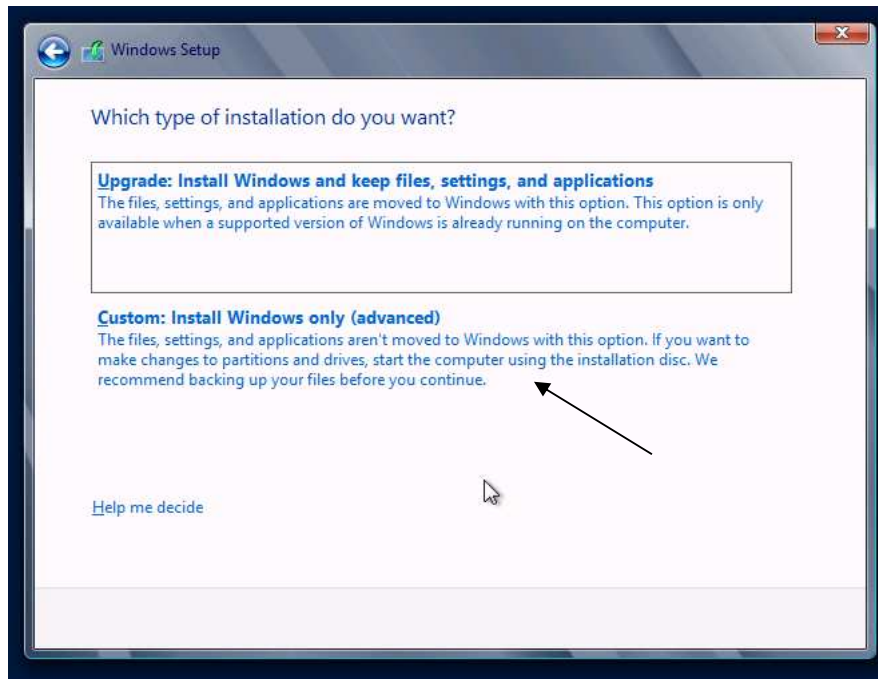 Windows Setup
Which type of installation do you want?
Upgrade: Install Windows and keep files, settings, and applications
The files, settings, and applications are moved to Windows with this option. This option is only
available when a supported version of Windows is already running on the computer.
Custom: Install Windows only (advanced)
The files, settings, and applications aren't moved to Windows with this option. If you want to
make changes to partitions and drives, start the computer using the installation disc. We
recommend backing up your files before you continue.
Help me decide